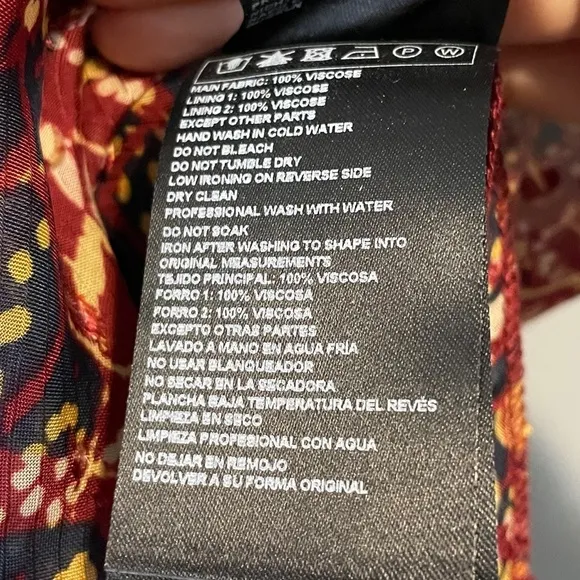 P W
MAIN FABRIC: 100% VISCOSE
LINING 1: 100% VISCOSE
LINING 2: 100% VISCOSE
EXCEPT OTHER PARTS
HAND WASH IN COLD WATER
DO NOT BLEACH
DO NOT TUMBLE DRY
LOW IRONING ON REVERSE SIDE
DRY CLEAN
PROFESSIONAL WASH WITH WATER
DO NOT SOAK
IRON AFTER WASHING TO SHAPE INTO
ORIGINAL MEASUREMENTS
TEJIDO PRINCIPAL: 100% VISCOSA
FORRO 1: 100% VISCOSA
FORRO 2: 100% VISCOSA
EXCEPTO OTRAS PARTES
LAVADO A MANO EN AGUA FRÍA
NO USAR BLANQUEADOR
NO SECAR EN LA SECADORA
PLANCHA BAJA TEMPERATURA DEL REVÉS
LIMPIEZA EN SECO
LIMPIEZA PROFESIONAL CON AGUA
NO DEJAR EN REMOJO
DEVOLVER A SU FORMA ORIGINAL